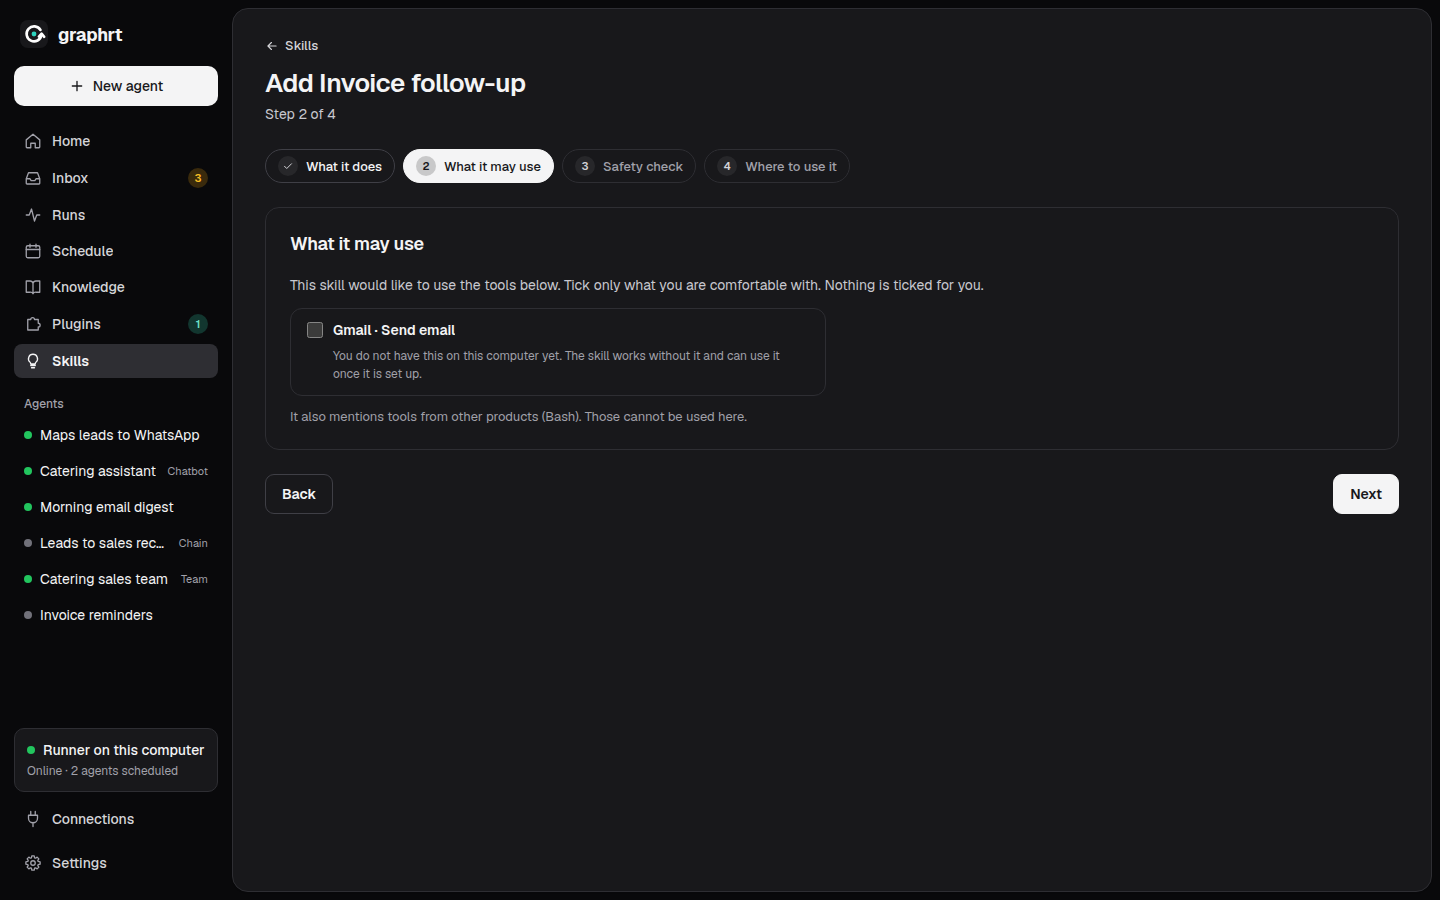 graphrt
New agent
Home
Inbox 3
Runs
Schedule
Knowledge
Plugins 1
Skills
Agents
Maps leads to WhatsApp
Catering assistant Chatbot
Morning email digest
Leads to sales rec... Chain
Catering sales team Team
Invoice reminders
Runner on this computer
Online · 2 agents scheduled
Connections
Settings
Skills
Add Invoice follow-up
Step 2 of 4
What it does
2 What it may use
3 Safety check
4 Where to use it
What it may use
This skill would like to use the tools below. Tick only what you are comfortable with. Nothing is ticked for you.
Gmail · Send email
You do not have this on this computer yet. The skill works without it and can use it
once it is set up.
It also mentions tools from other products (Bash). Those cannot be used here.
Back
Next